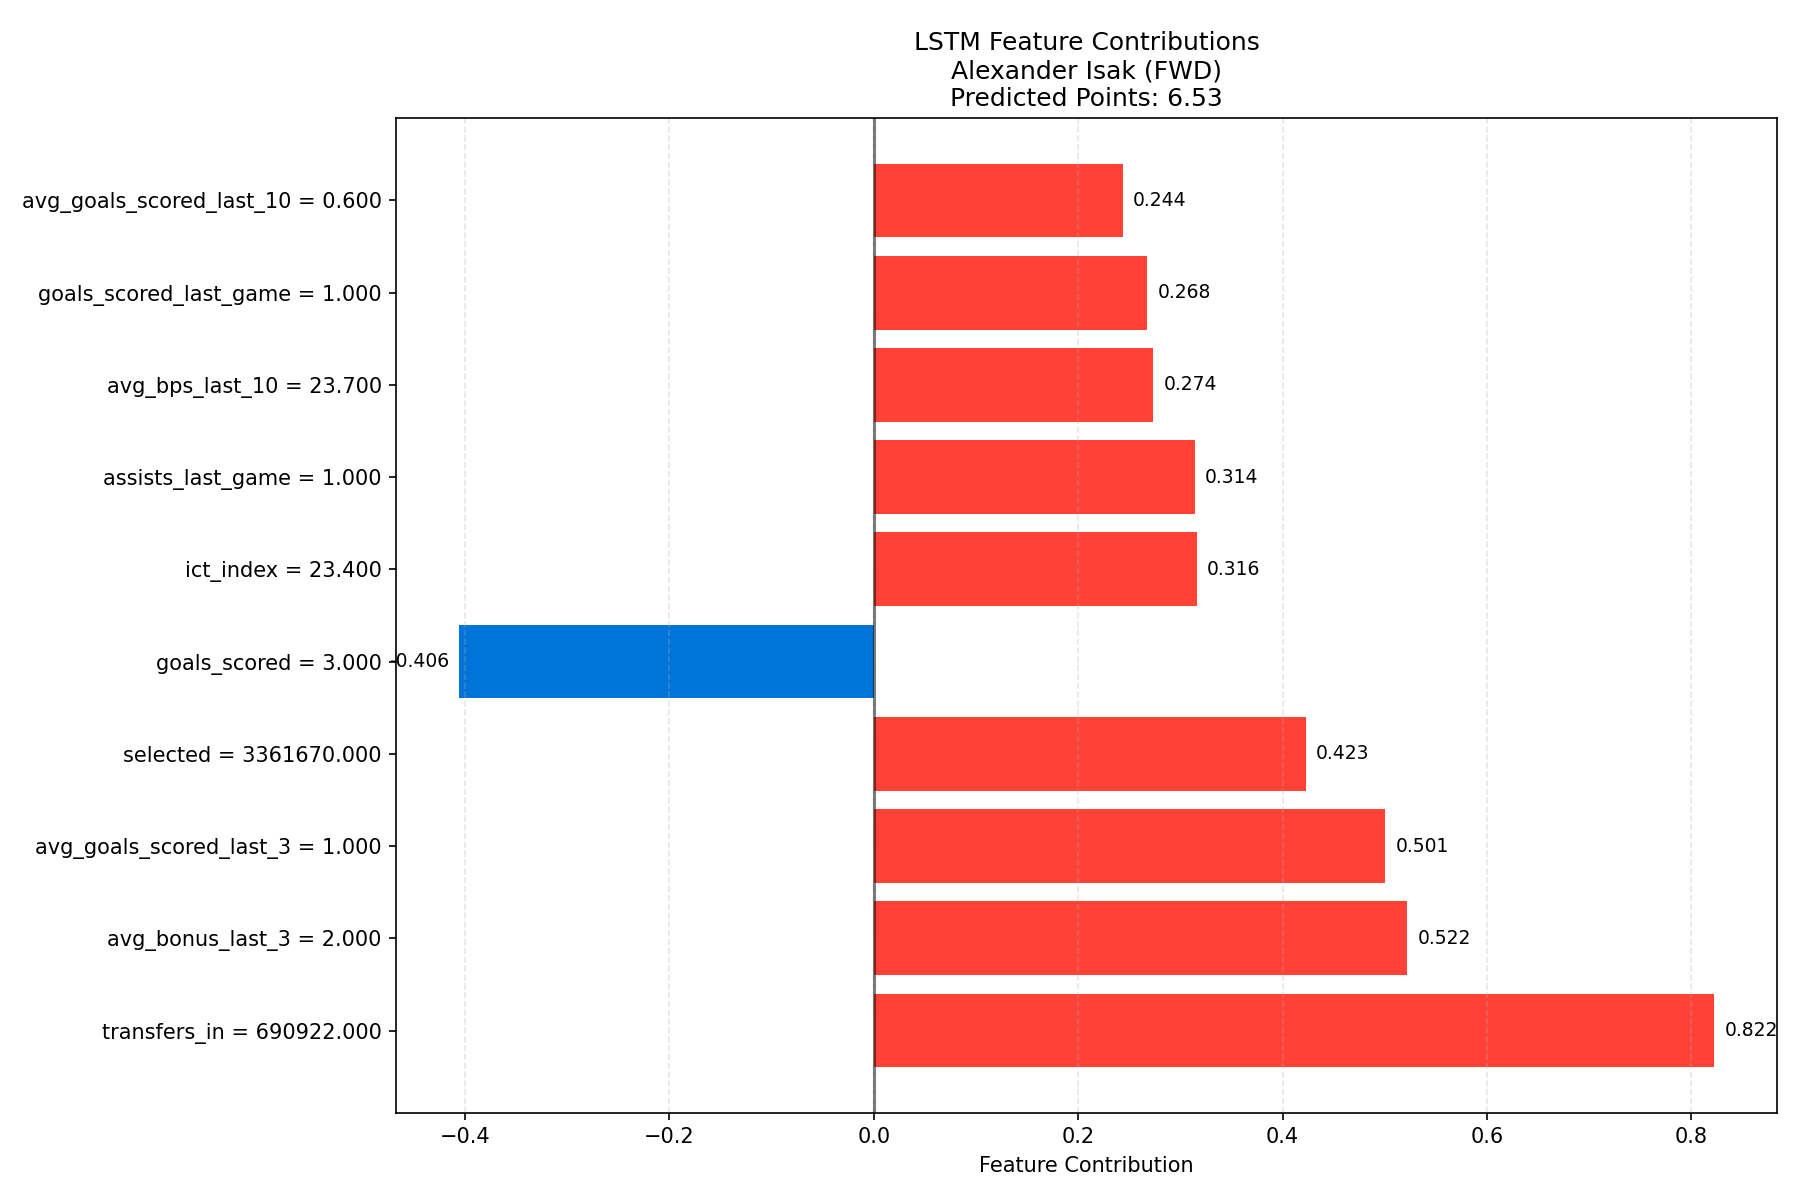 LSTM Feature Contributions
Alexander Isak (FWD)
Predicted Points: 6.53
avg_goals_scored_last_10 = 0.600
0.244
goals_scored_last_game = 1.000
0.268
avg_bps_last_10 = 23.700
0.274
assists_last_game = 1.000
0.314
ict_index = 23.400
0.316
goals_scored = 3.000
-0.406
selected = 3361670.000
0.423
avg_goals_scored_last_3 = 1.000
0.501
avg_bonus_last_3 = 2.000
0.522
transfers_in = 690922.000
0.822
−0.4 −0.2 0.0 0.2 0.4 0.6 0.8
Feature Contribution